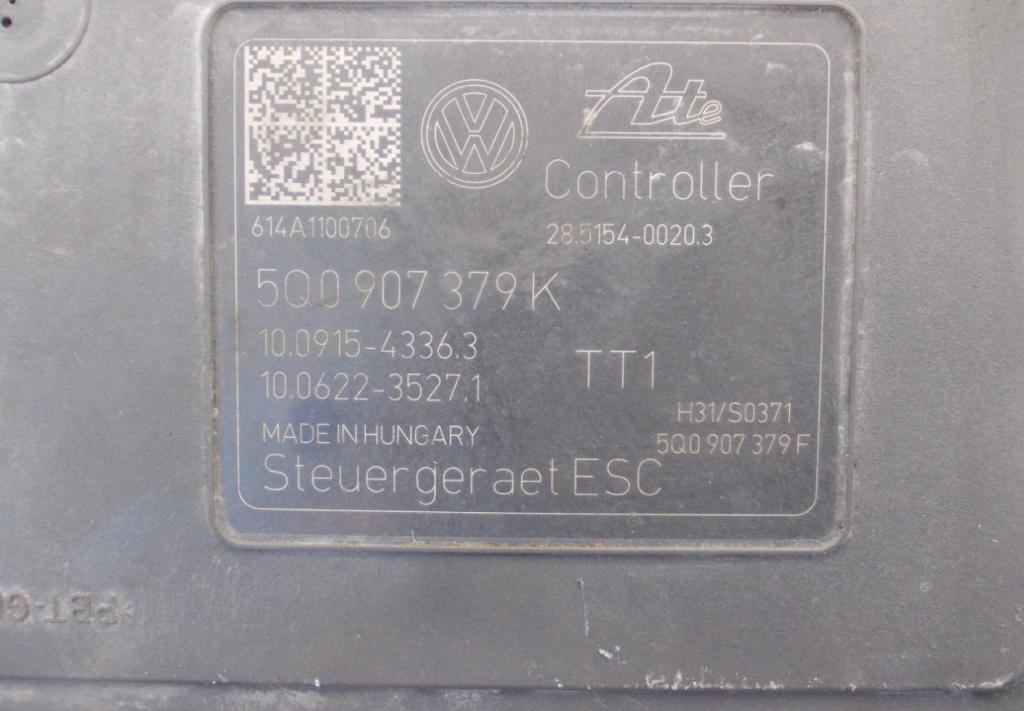 Ate
Controller
614A1100706
28.5154-0020.3
5Q0 907 379 K
10.0915-4336.3
10.0622-3527.1
TT1
H31/S0371
MADE IN HUNGARY
5Q0 907 379 F
Steuergeraet ESC